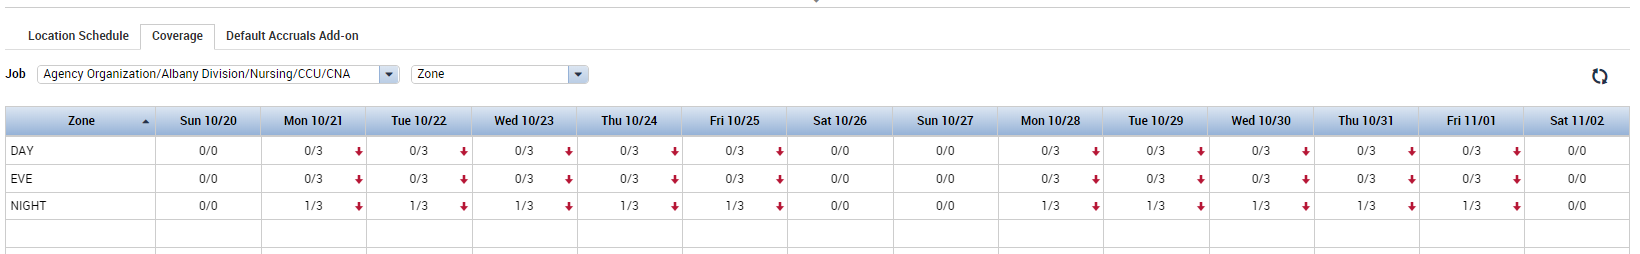 Location Schedule Coverage Default Accruals Add-on
Job Agency Organization/Albany Division/Nursing/CCU/CNA Zone
Zone Sun 10/20 Mon 10/21 Tue 10/22 Wed 10/23 Thu 10/24 Fri 10/25 Sat 10/26 Sun 10/27 Mon 10/28 Tue 10/29 Wed 10/30 Thu 10/31 Fri 11/01 Sat 11/02
DAY 0/0 0/3 0/3 0/3 0/3 0/3 0/0 0/0 0/3 0/3 0/3 0/3 0/3 0/0
EVE 0/0 0/3 0/3 0/3 0/3 0/3 0/0 0/0 0/3 0/3 0/3 0/3 0/3 0/0
NIGHT 0/0 1/3 1/3 1/3 1/3 1/3 0/0 0/0 1/3 1/3 1/3 1/3 1/3 0/0